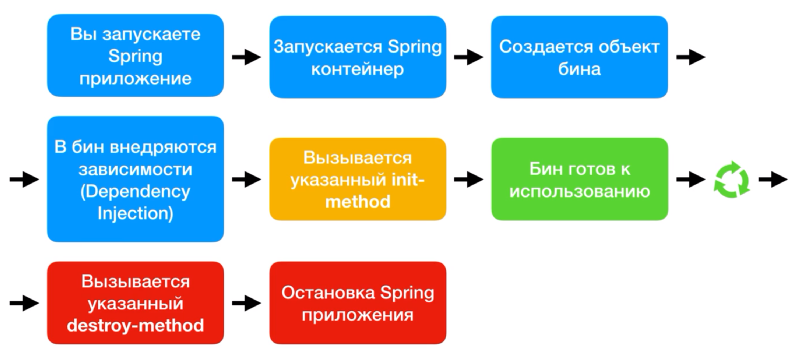 Вы запускаете
Spring
приложение
Запускается Spring
контейнер
Создается объект
бина
В бин внедряются
зависимости
(Dependency
Injection)
Вызывается
указанный init-
method
Бин готов к
использованию
Вызывается
указанный
destroy-method
Остановка Spring
приложения